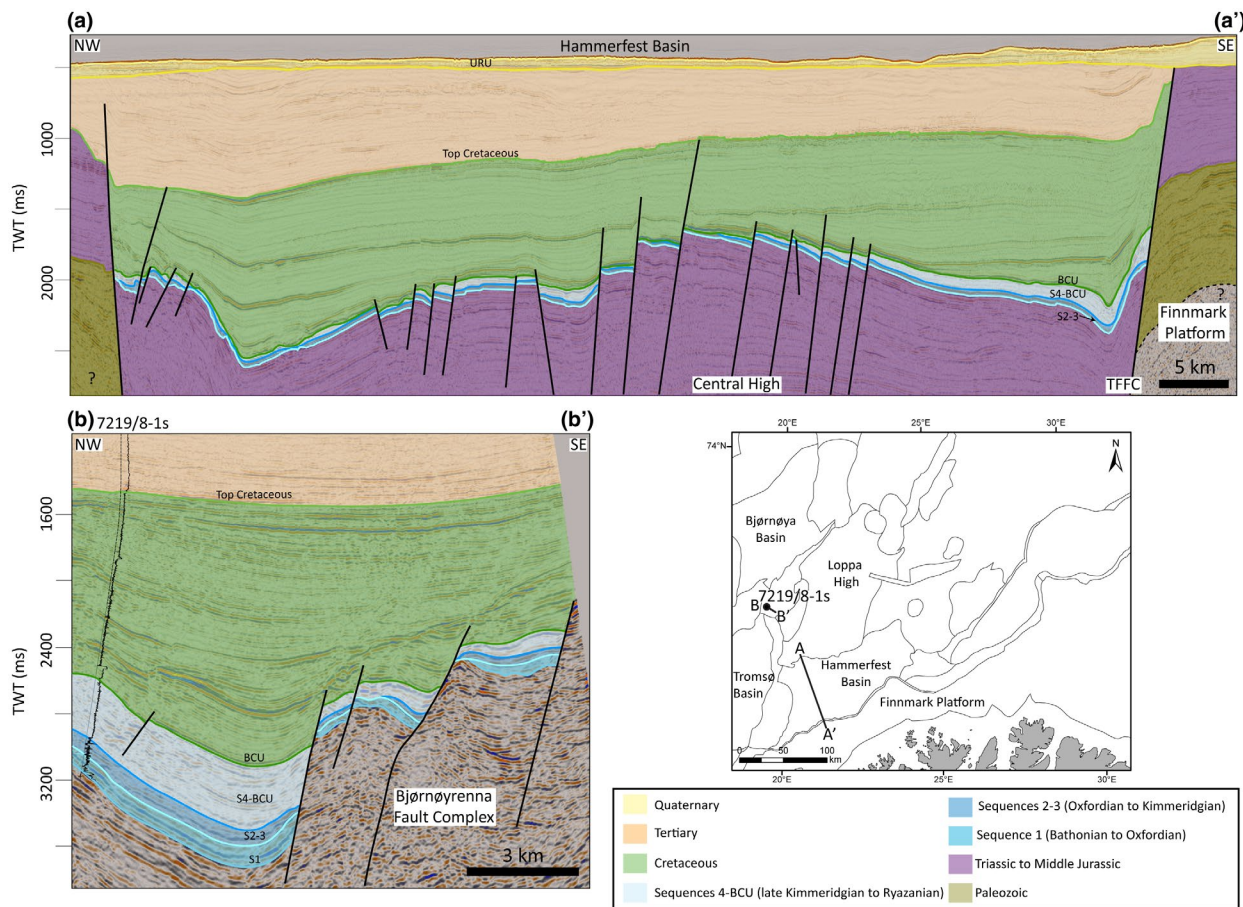 (a)
(a’)
NW
Hammerfest Basin
SE
URU
1000
Top Cretaceous
TWT (ms)
2000
BCU
S4-BCU
S2-3
?
Finnmark
Platform
?
Central High
TFFC
5 km
(b) 7219/8-1s
(b’)
NW
SE
Top Cretaceous
1600
TWT (ms)
2400
BCU
S4-BCU
3200
S2-3
S1
Bjørnøyrenna
Fault Complex
3 km
20°E
25°E
30°E
74°N
N
Bjørnøya
Basin
Loppa
High
7219/8-1s
B
B’
A
Hammerfest
Basin
Tromsø
Basin
Finnmark Platform
A’
0 50 100
km
20°E
25°E
30°E
Quaternary
Tertiary
Cretaceous
Sequences 4-BCU (late Kimmeridgian to Ryazanian)
Sequences 2-3 (Oxfordian to Kimmeridgian)
Sequence 1 (Bathonian to Oxfordian)
Triassic to Middle Jurassic
Paleozoic